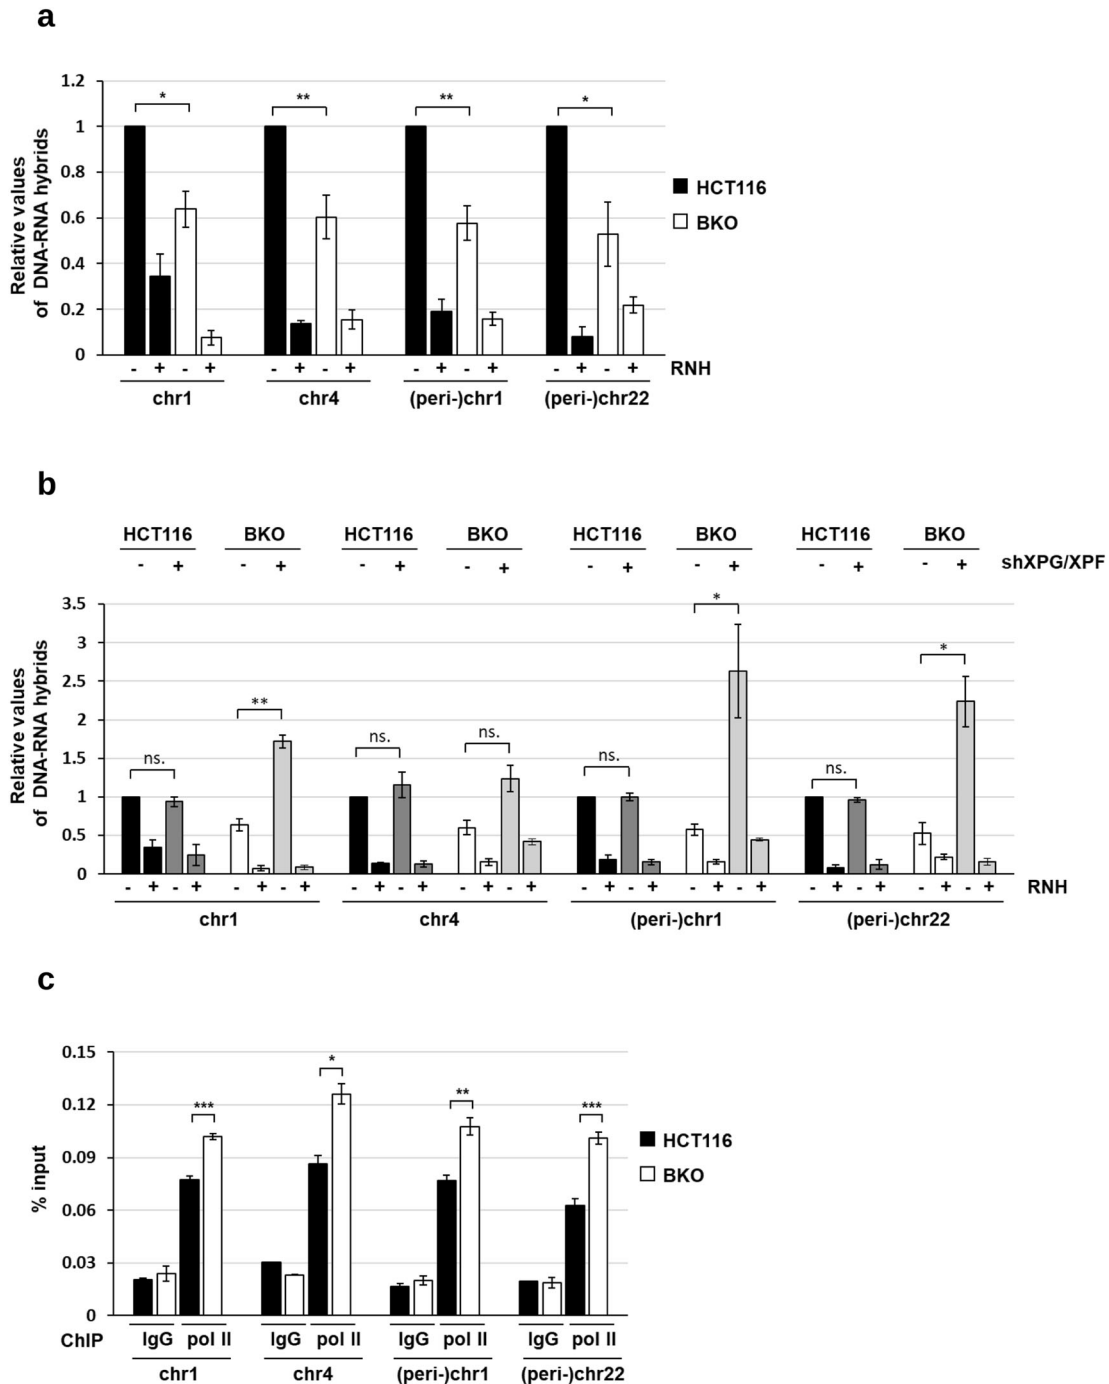 a
1.2
*
**
**
*
1
0.8
0.6
0.4
0.2
0
Relative values
of DNA-RNA hybrids
HCT116
BKO
- + - + - + - + - + - + - + - + RNH
chr1 chr4 (peri-)chr1 (peri-)chr22
b
HCT116 BKO HCT116 BKO HCT116 BKO HCT116 BKO
- + - + - + - + - + - + - + - + shXPG/XPF
3.5
3
2.5
2
1.5
1
0.5
0
Relative values
of DNA-RNA hybrids
ns. ** ns. ns. ns. * ns. *
- + - + - + - + - + - + - + - + - + - + - + - + - + - + - + - + RNH
chr1 chr4 (peri-)chr1 (peri-)chr22
c
0.15
0.12
0.09
0.06
0.03
0
% input
*** * ** ***
HCT116
BKO
ChIP IgG pol II IgG pol II IgG pol II IgG pol II
chr1 chr4 (peri-)chr1 (peri-)chr22